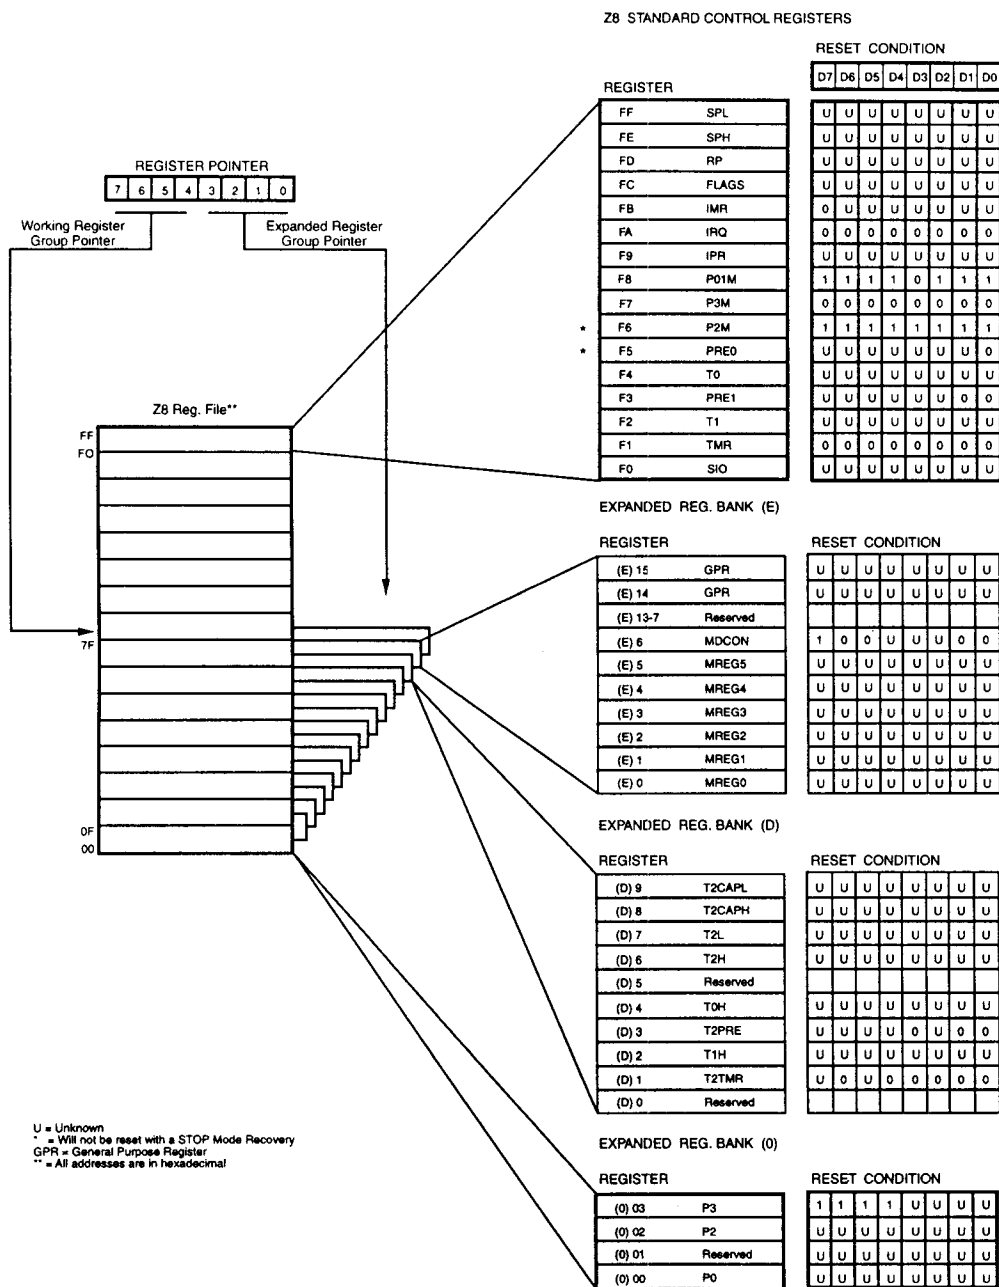 Z8 STANDARD CONTROL REGISTERS
RESET CONDITION
D7 D6 D5 D4 D3 D2 D1 D0
REGISTER
FF SPL U U U U U U U U
FE SPH U U U U U U U U
FD RP U U U U U U U U
FC FLAGS U U U U U U U U
FB IMR 0 U U U U U U U
FA IRQ 0 0 0 0 0 0 0 0
F9 IPR U U U U U U U U
F8 P01M 1 1 1 1 0 1 1 1
F7 P3M 0 0 0 0 0 0 0 0
* F6 P2M 1 1 1 1 1 1 1 1
* F5 PRE0 U U U U U U U 0
F4 T0 U U U U U U U U
F3 PRE1 U U U U U U 0 0
F2 T1 U U U U U U U U
F1 TMR 0 0 0 0 0 0 0 0
F0 SIO U U U U U U U U
REGISTER POINTER
7 6 5 4 3 2 1 0
Working Register
Group Pointer
Expanded Register
Group Pointer
Z8 Reg. File**
FF
FO
7F
0F
00
EXPANDED REG. BANK (E)
REGISTER RESET CONDITION
(E) 15 GPR U U U U U U U U
(E) 14 GPR U U U U U U U U
(E) 13-7 Reserved
(E) 6 MDCON 1 0 0 U U U 0 0
(E) 5 MREG5 U U U U U U U U
(E) 4 MREG4 U U U U U U U U
(E) 3 MREG3 U U U U U U U U
(E) 2 MREG2 U U U U U U U U
(E) 1 MREG1 U U U U U U U U
(E) 0 MREG0 U U U U U U U U
EXPANDED REG. BANK (D)
REGISTER RESET CONDITION
(D) 9 T2CAPL U U U U U U U U
(D) 8 T2CAPH U U U U U U U U
(D) 7 T2L U U U U U U U U
(D) 6 T2H U U U U U U U U
(D) 5 Reserved
(D) 4 T0H U U U U U U U U
(D) 3 T2PRE U U U U 0 U 0 0
(D) 2 T1H U U U U U U U U
(D) 1 T2TMR U 0 U 0 0 0 0 0
(D) 0 Reserved
EXPANDED REG. BANK (0)
REGISTER RESET CONDITION
(0) 03 P3 1 1 1 1 U U U U
(0) 02 P2 U U U U U U U U
(0) 01 Reserved U U U U U U U U
(0) 00 P0 U U U U U U U U
U = Unknown
* = Will not be reset with a STOP Mode Recovery
GPR = General Purpose Register
** = All addresses are in hexadecimal